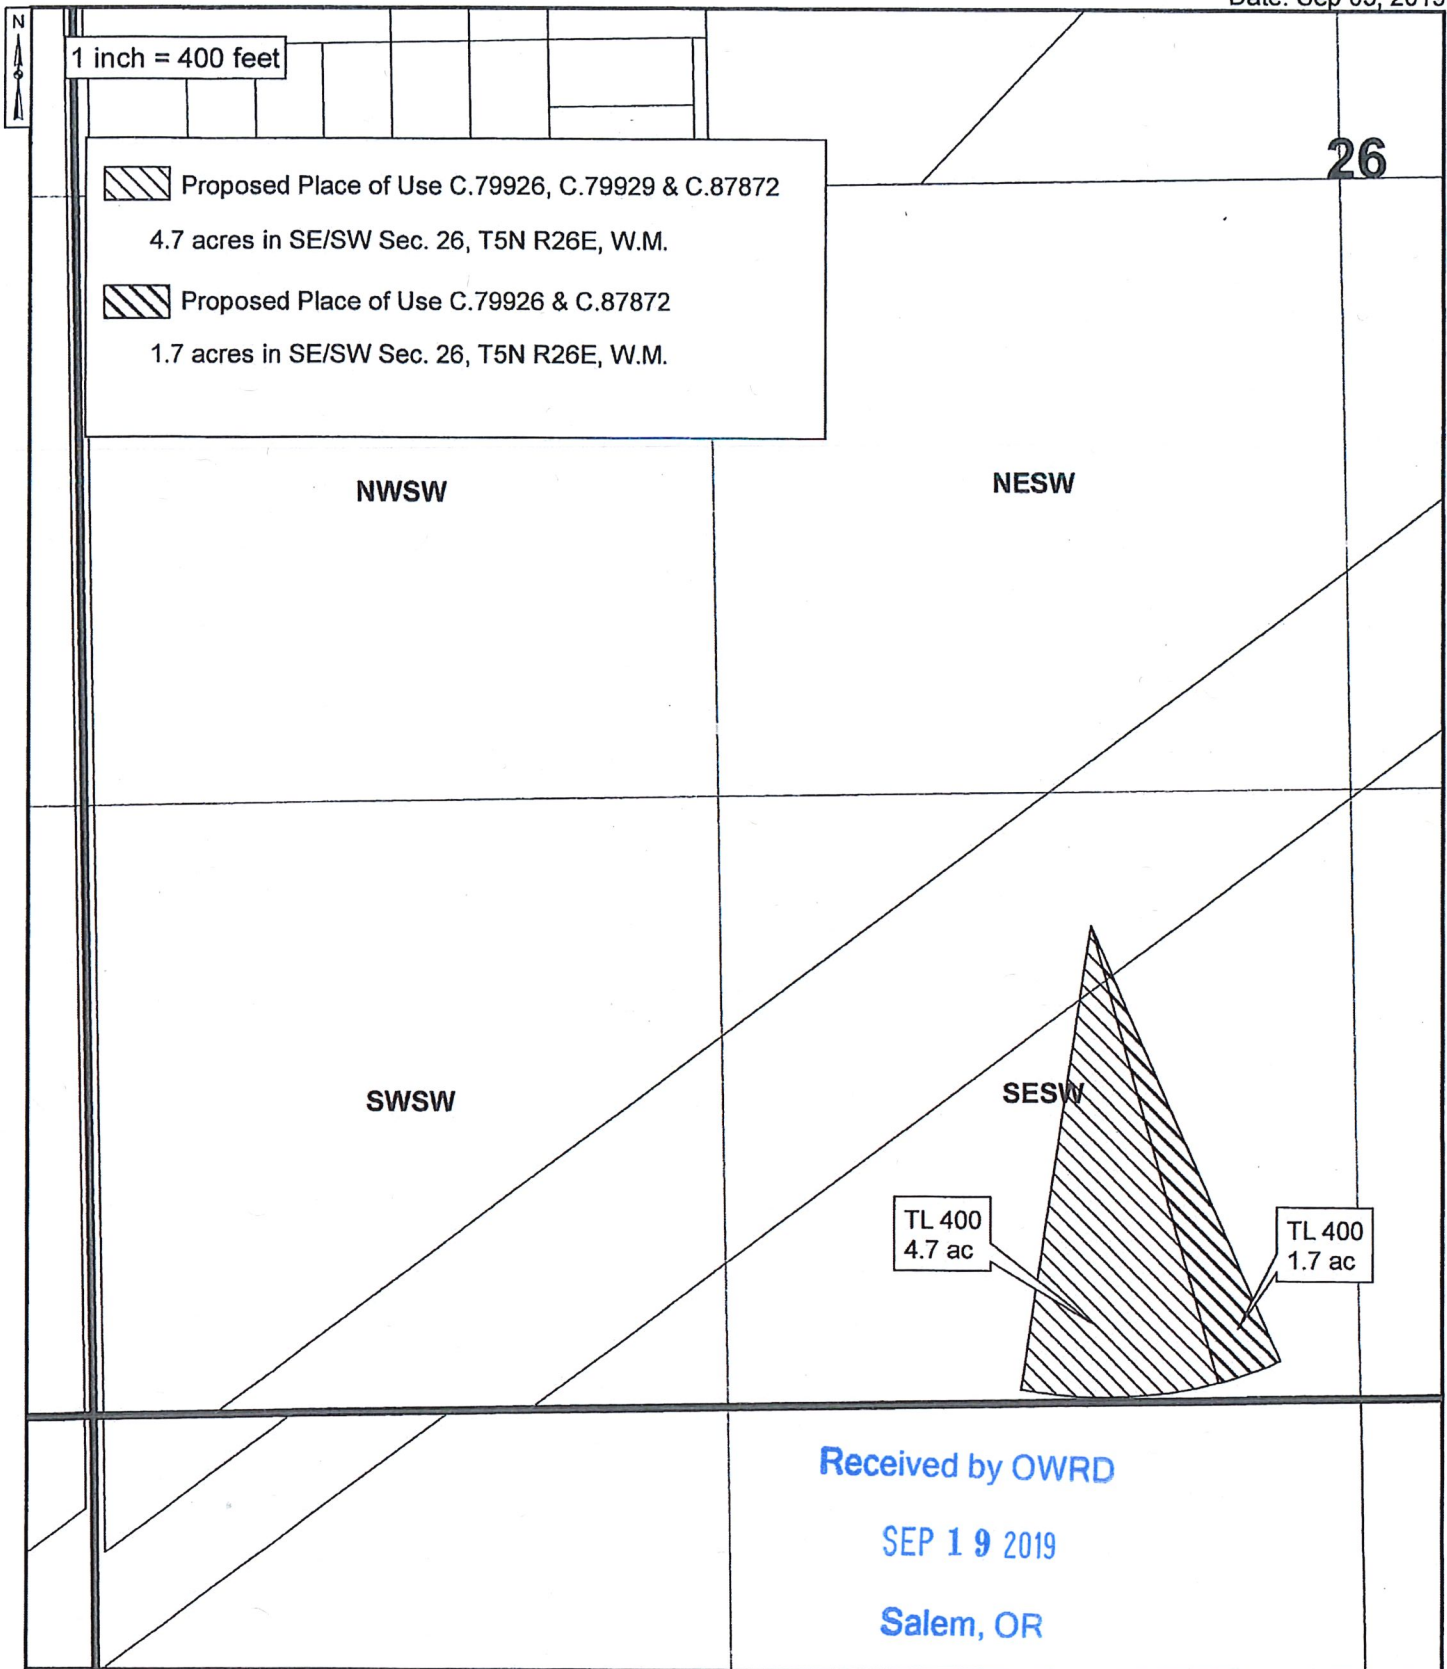 N
1 inch = 400 feet
26
Proposed Place of Use C.79926, C.79929 & C.87872
4.7 acres in SE/SW Sec. 26, T5N R26E, W.M.
Proposed Place of Use C.79926 & C.87872
1.7 acres in SE/SW Sec. 26, T5N R26E, W.M.
NWSW
NESW
SWSW
SESW
TL 400
4.7 ac
TL 400
1.7 ac
Received by OWRD
SEP 19 2019
Salem, OR